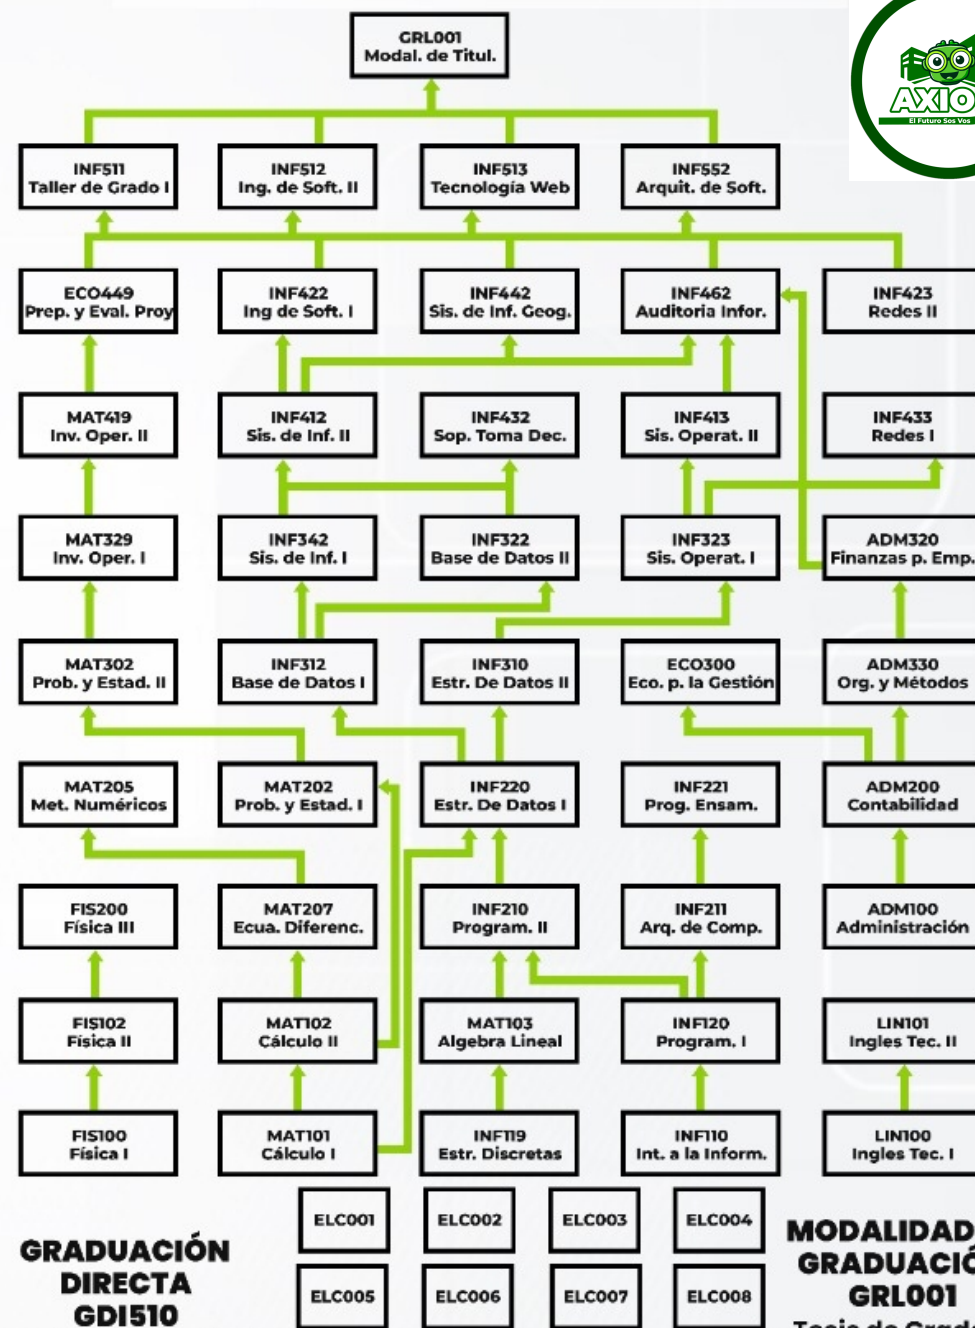 GRL001
Modal. de Titul.
AXIO
El Futuro Sos Vos
INF511
Taller de Grado I
INF512
Ing. de Soft. II
INF513
Tecnología Web
INF552
Arquit. de Soft.
ECO449
Prep. y Eval. Proy
INF422
Ing de Soft. I
INF442
Sis. de Inf. Geog.
INF462
Auditoria Infor.
INF423
Redes II
MAT419
Inv. Oper. II
INF412
Sis. de Inf. II
INF432
Sop. Toma Dec.
INF413
Sis. Operat. II
INF433
Redes I
MAT329
Inv. Oper. I
INF342
Sis. de Inf. I
INF322
Base de Datos II
INF323
Sis. Operat. I
ADM320
Finanzas p. Emp.
MAT302
Prob. y Estad. II
INF312
Base de Datos I
INF310
Estr. De Datos II
ECO300
Eco. p. la Gestión
ADM330
Org. y Métodos
MAT205
Met. Numéricos
MAT202
Prob. y Estad. I
INF220
Estr. De Datos I
INF221
Prog. Ensam.
ADM200
Contabilidad
FIS200
Física III
MAT207
Ecua. Diferenc.
INF210
Program. II
INF211
Arq. de Comp.
ADM100
Administración
FIS102
Física II
MAT102
Cálculo II
MAT103
Algebra Lineal
INF120
Program. I
LIN101
Ingles Tec. II
FIS100
Física I
MAT101
Cálculo I
INF119
Estr. Discretas
INF110
Int. a la Inform.
LIN100
Ingles Tec. I
ELC001
ELC002
ELC003
ELC004
ELC005
ELC006
ELC007
ELC008
GRADUACIÓN
DIRECTA
GDI510
MODALIDAD
GRADUACIÓ
GRL001
Tesis de Grad